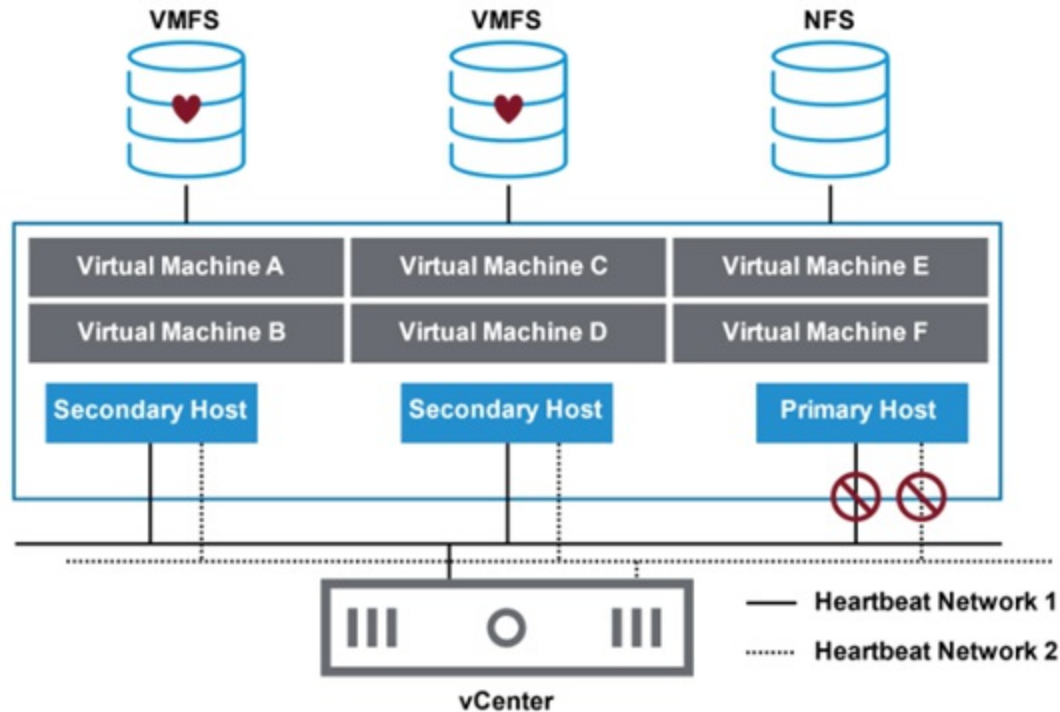 VMFS
VMFS
NFS
Virtual Machine A
Virtual Machine C
Virtual Machine E
Virtual Machine B
Virtual Machine D
Virtual Machine F
Secondary Host
Secondary Host
Primary Host
Heartbeat Network 1
Heartbeat Network 2
vCenter